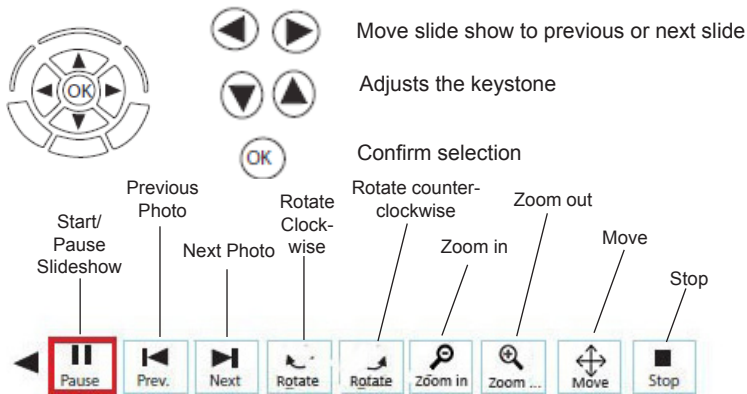 Move slide show to previous or next slide
OK
Adjusts the keystone
OK
Confirm selection
Start/
Pause
Slideshow
Previous
Photo
Next Photo
Rotate
Clock-
wise
Rotate counter-
clockwise
Zoom in
Zoom out
Move
Stop
Pause
Prev.
Next
Rotate
Rotate
Zoom in
Zoom ...
Move
Stop